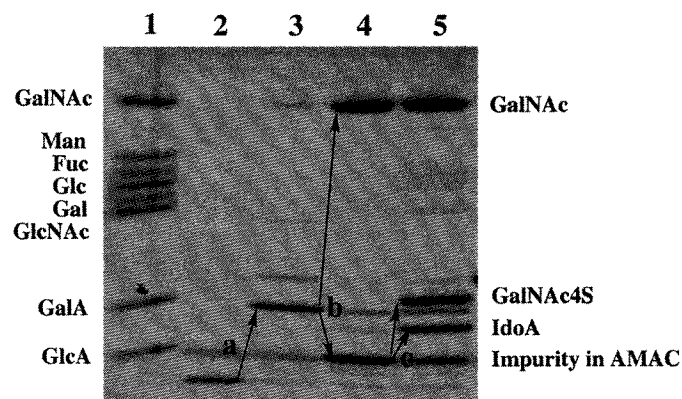 1 2 3 4 5
GalNAc
Man
Fuc
Glc
Gal
GlcNAc
GalA
GlcA
a
b
c
GalNAc
GalNAc4S
IdoA
Impurity in AMAC